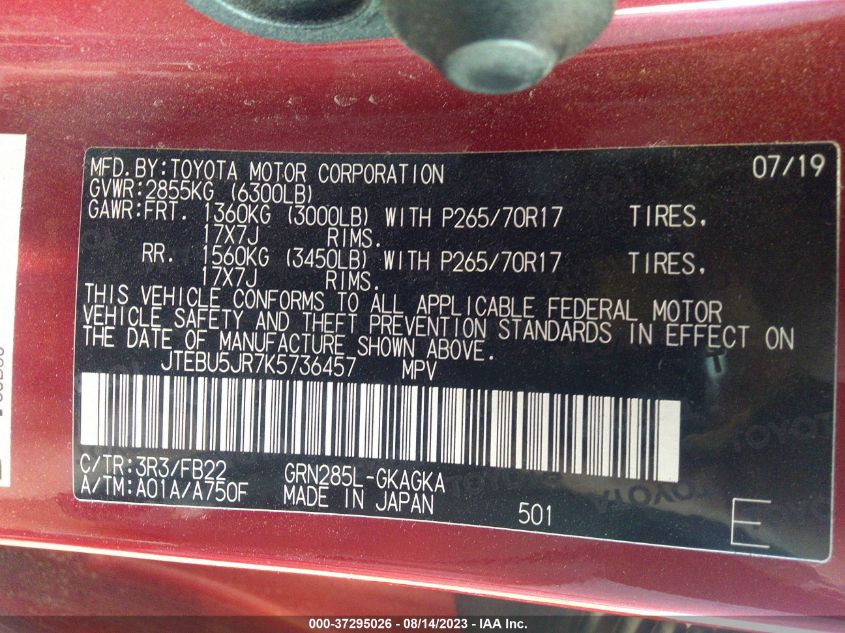 MFD.BY:TOYOTA MOTOR CORPORATION 07/19
GVWR:2855KG (6300LB)
GAWR:FRT. 1360KG (3000LB) WITH P265/70R17 TIRES.
17X7J RIMS.
RR. 1560KG (3450LB) WITH P265/70R17 TIRES.
17X7J RIMS.
THIS VEHICLE CONFORMS TO ALL APPLICABLE FEDERAL MOTOR
VEHICLE SAFETY AND THEFT PREVENTION STANDARDS IN EFFECT ON
THE DATE OF MANUFACTURE SHOWN ABOVE.
JTEBU5JR7K5736457 MPV
C/TR:3R3/FB22 GRN285L-GKAGKA
A/TM:A01A/A750F MADE IN JAPAN 501 E
000-37295026 - 08/14/2023 - IAA Inc.